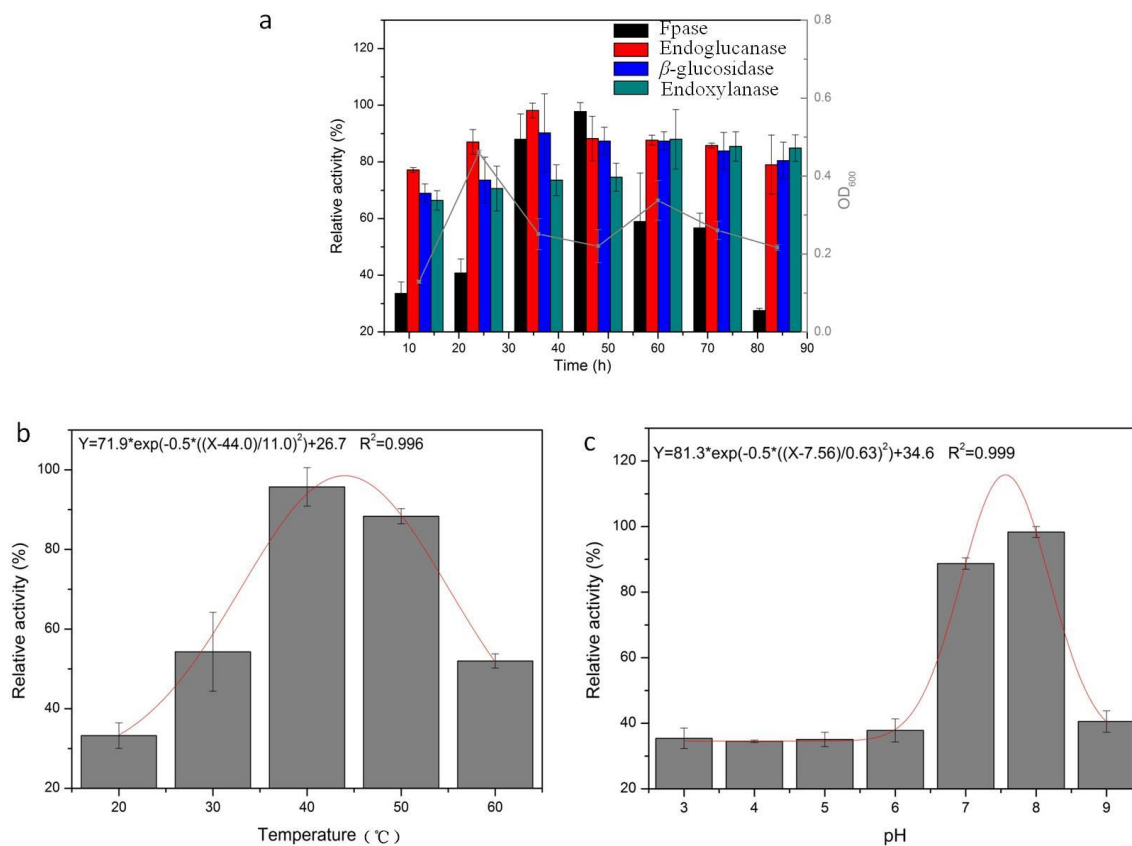 a
Fpase
Endoglucanase
β-glucosidase
Endoxylanase
Relative activity (%)
120
100
80
60
40
20
10 20 30 40 50 60 70 80 90
Time (h)
0.8
0.6
0.4
0.2
0.0
OD600
b
Y=71.9*exp(-0.5*((X-44.0)/11.0)²)+26.7 R²=0.996
Relative activity (%)
100
80
60
40
20
20 30 40 50 60
Temperature (℃)
c
Y=81.3*exp(-0.5*((X-7.56)/0.63)²)+34.6 R²=0.999
Relative activity (%)
120
100
80
60
40
20
3 4 5 6 7 8 9
pH